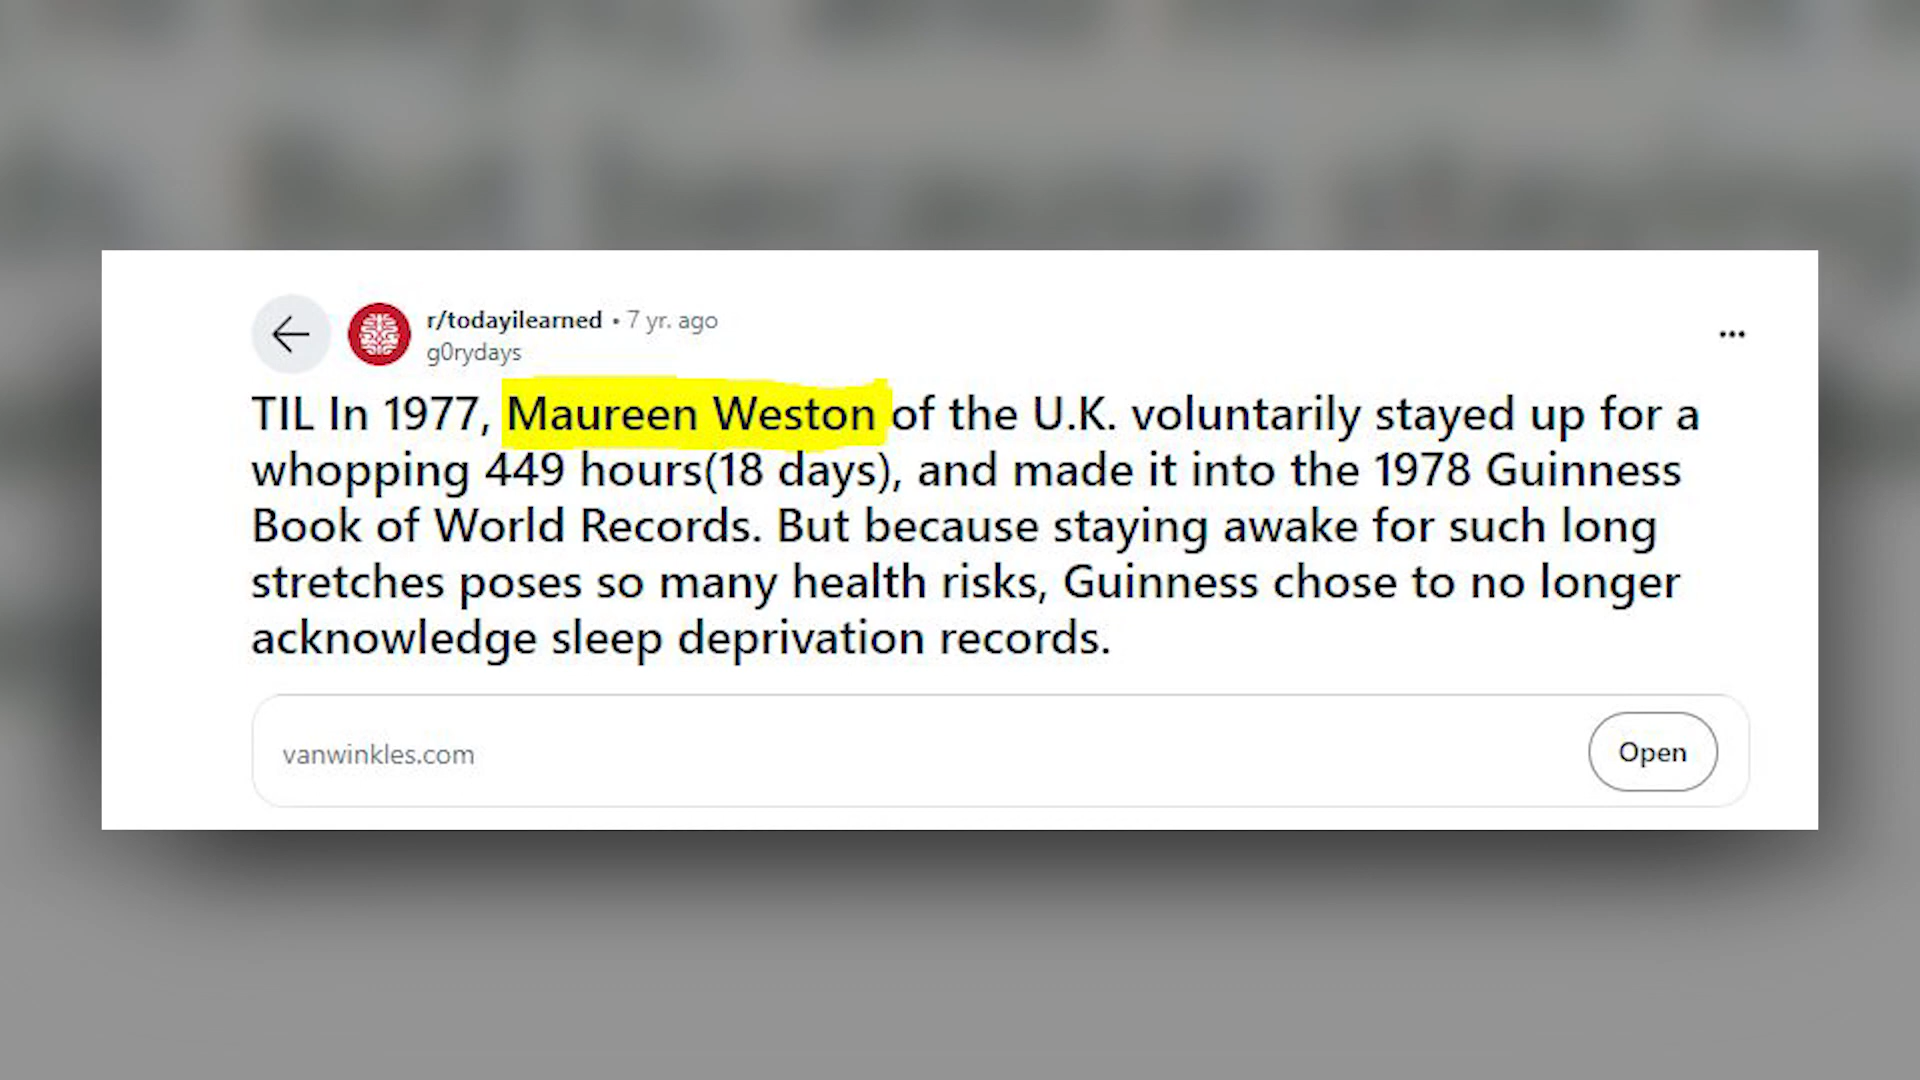 r/todayilearned • 7 yr. ago
g0rydays
TIL In 1977, Maureen Weston of the U.K. voluntarily stayed up for a
whopping 449 hours(18 days), and made it into the 1978 Guinness
Book of World Records. But because staying awake for such long
stretches poses so many health risks, Guinness chose to no longer
acknowledge sleep deprivation records.
vanwinkles.com
Open